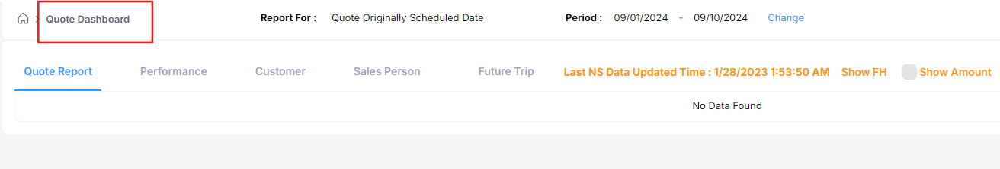 Quote Dashboard
Report For : Quote Originally Scheduled Date Period : 09/01/2024 - 09/10/2024 Change
Quote Report Performance Customer Sales Person Future Trip Last NS Data Updated Time : 1/28/2023 1:53:50 AM Show FH Show Amount
No Data Found